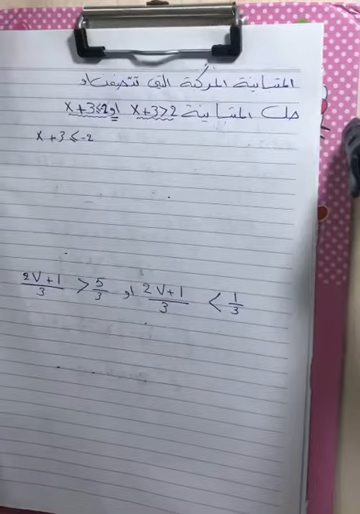 المتباينة المركبة التي تتضمن او
حل المتباينة x+3>2 او x+3≤-2
x+3≤-2
2V+1/3 > 5/3 او 2V+1/3 < 1/3